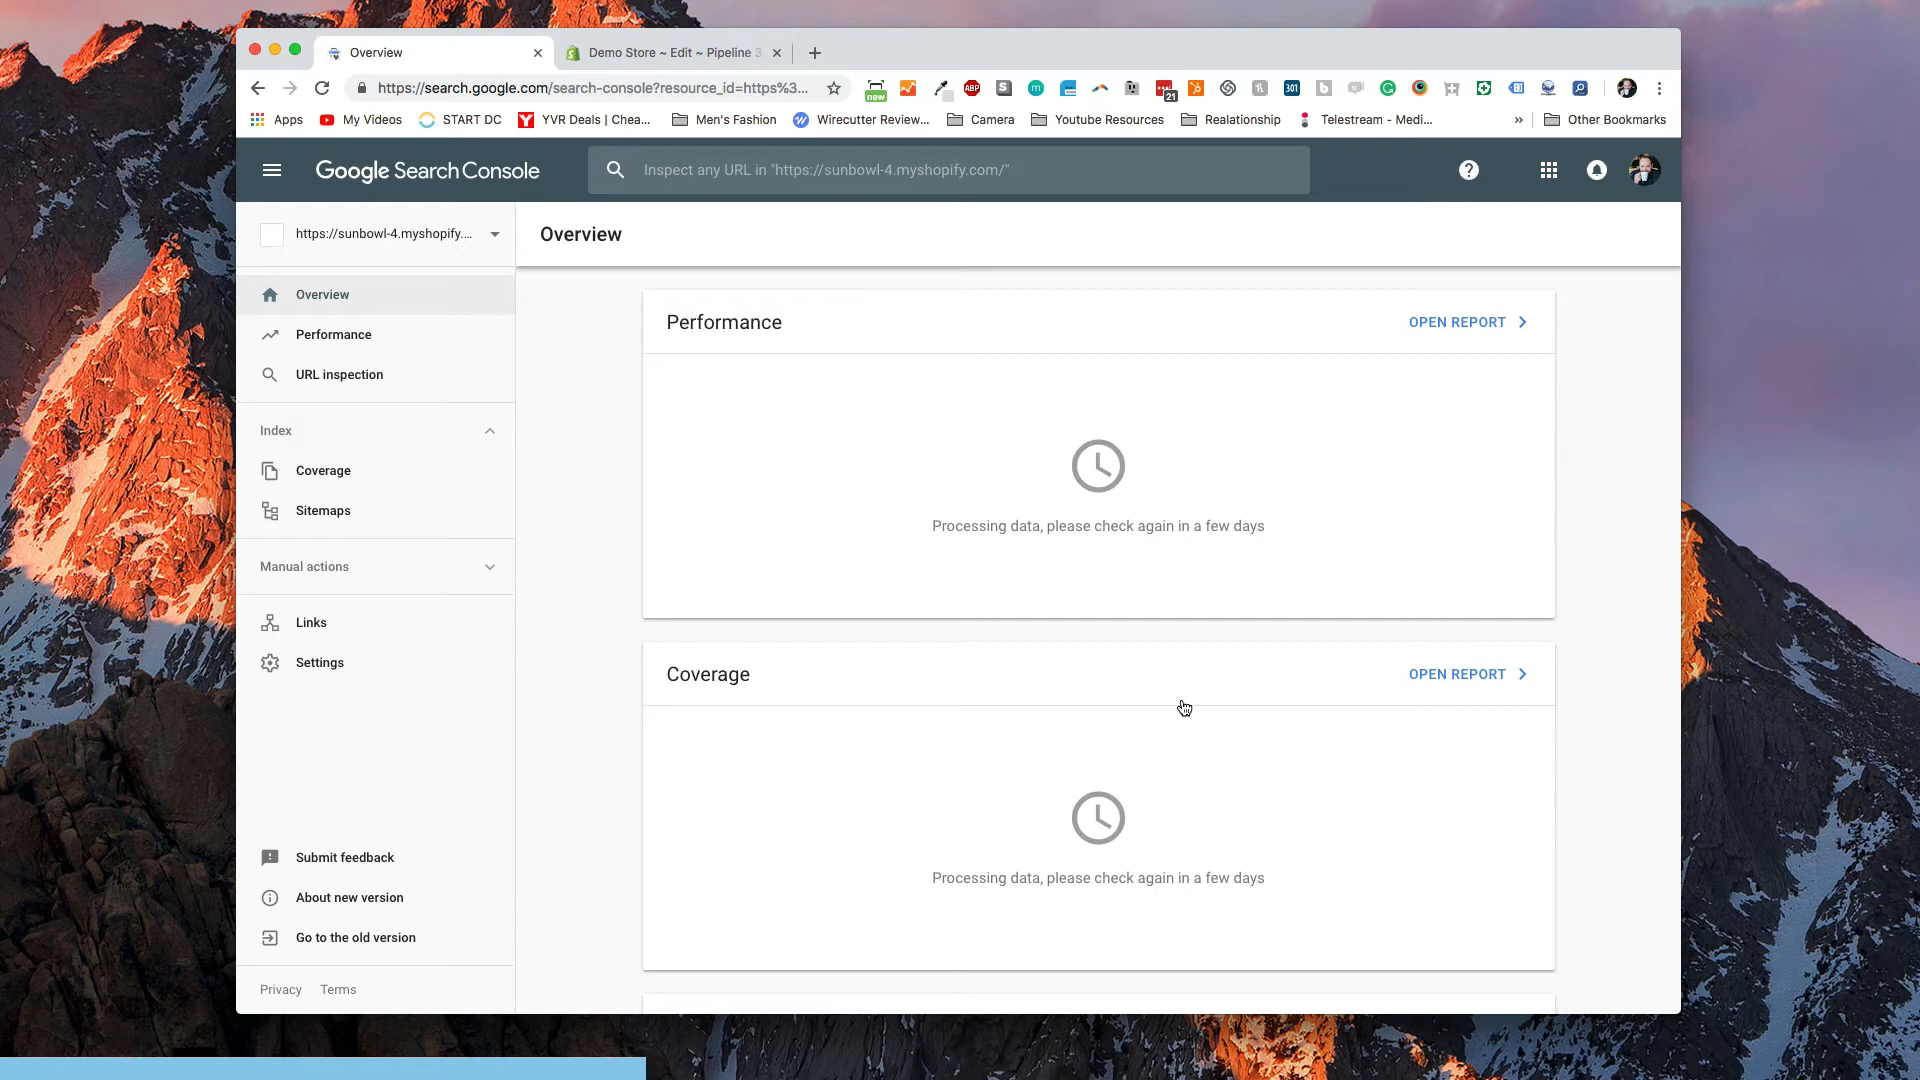 Overview
Demo Store ~ Edit ~ Pipeline 3
https://search.google.com/search-console?resource_id=https%3...
new
ABP
S
m
21
301
b
Apps
My Videos
START DC
YVR Deals | Chea...
Men's Fashion
Wirecutter Review...
Camera
Youtube Resources
Realationship
Telestream - Medi...
»
Other Bookmarks
Google Search Console
Inspect any URL in "https://sunbowl-4.myshopify.com/"
https://sunbowl-4.myshopify....
Overview
Overview
Performance
URL inspection
Index
Coverage
Sitemaps
Manual actions
Links
Settings
Submit feedback
About new version
Go to the old version
Privacy
Terms
Performance
OPEN REPORT
Processing data, please check again in a few days
Coverage
OPEN REPORT
Processing data, please check again in a few days